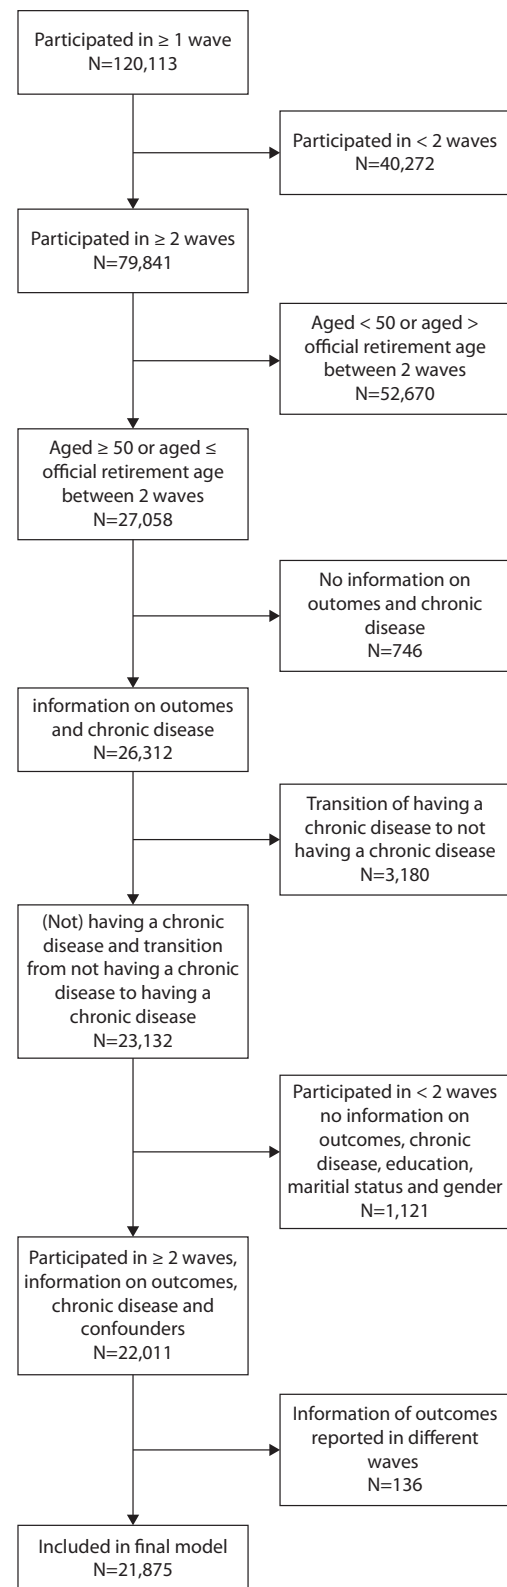 Participated in ≥ 1 wave
N=120,113
Participated in < 2 waves
N=40,272
Participated in ≥ 2 waves
N=79,841
Aged < 50 or aged >
official retirement age
between 2 waves
N=52,670
Aged ≥ 50 or aged ≤
official retirement age
between 2 waves
N=27,058
No information on
outomes and chronic
disease
N=746
information on outomes
and chronic disease
N=26,312
Transition of having a
chronic disease to not
having a chronic disease
N=3,180
(Not) having a chronic
disease and transition
from not having a chronic
disease to having a
chronic disease
N=23,132
Participated in < 2 waves
no information on
outcomes, chronic
disease, education,
maritial status and gender
N=1,121
Participated in ≥ 2 waves,
information on outcomes,
chronic disease and
confounders
N=22,011
Information of outcomes
reported in different
waves
N=136
Included in final model
N=21,875